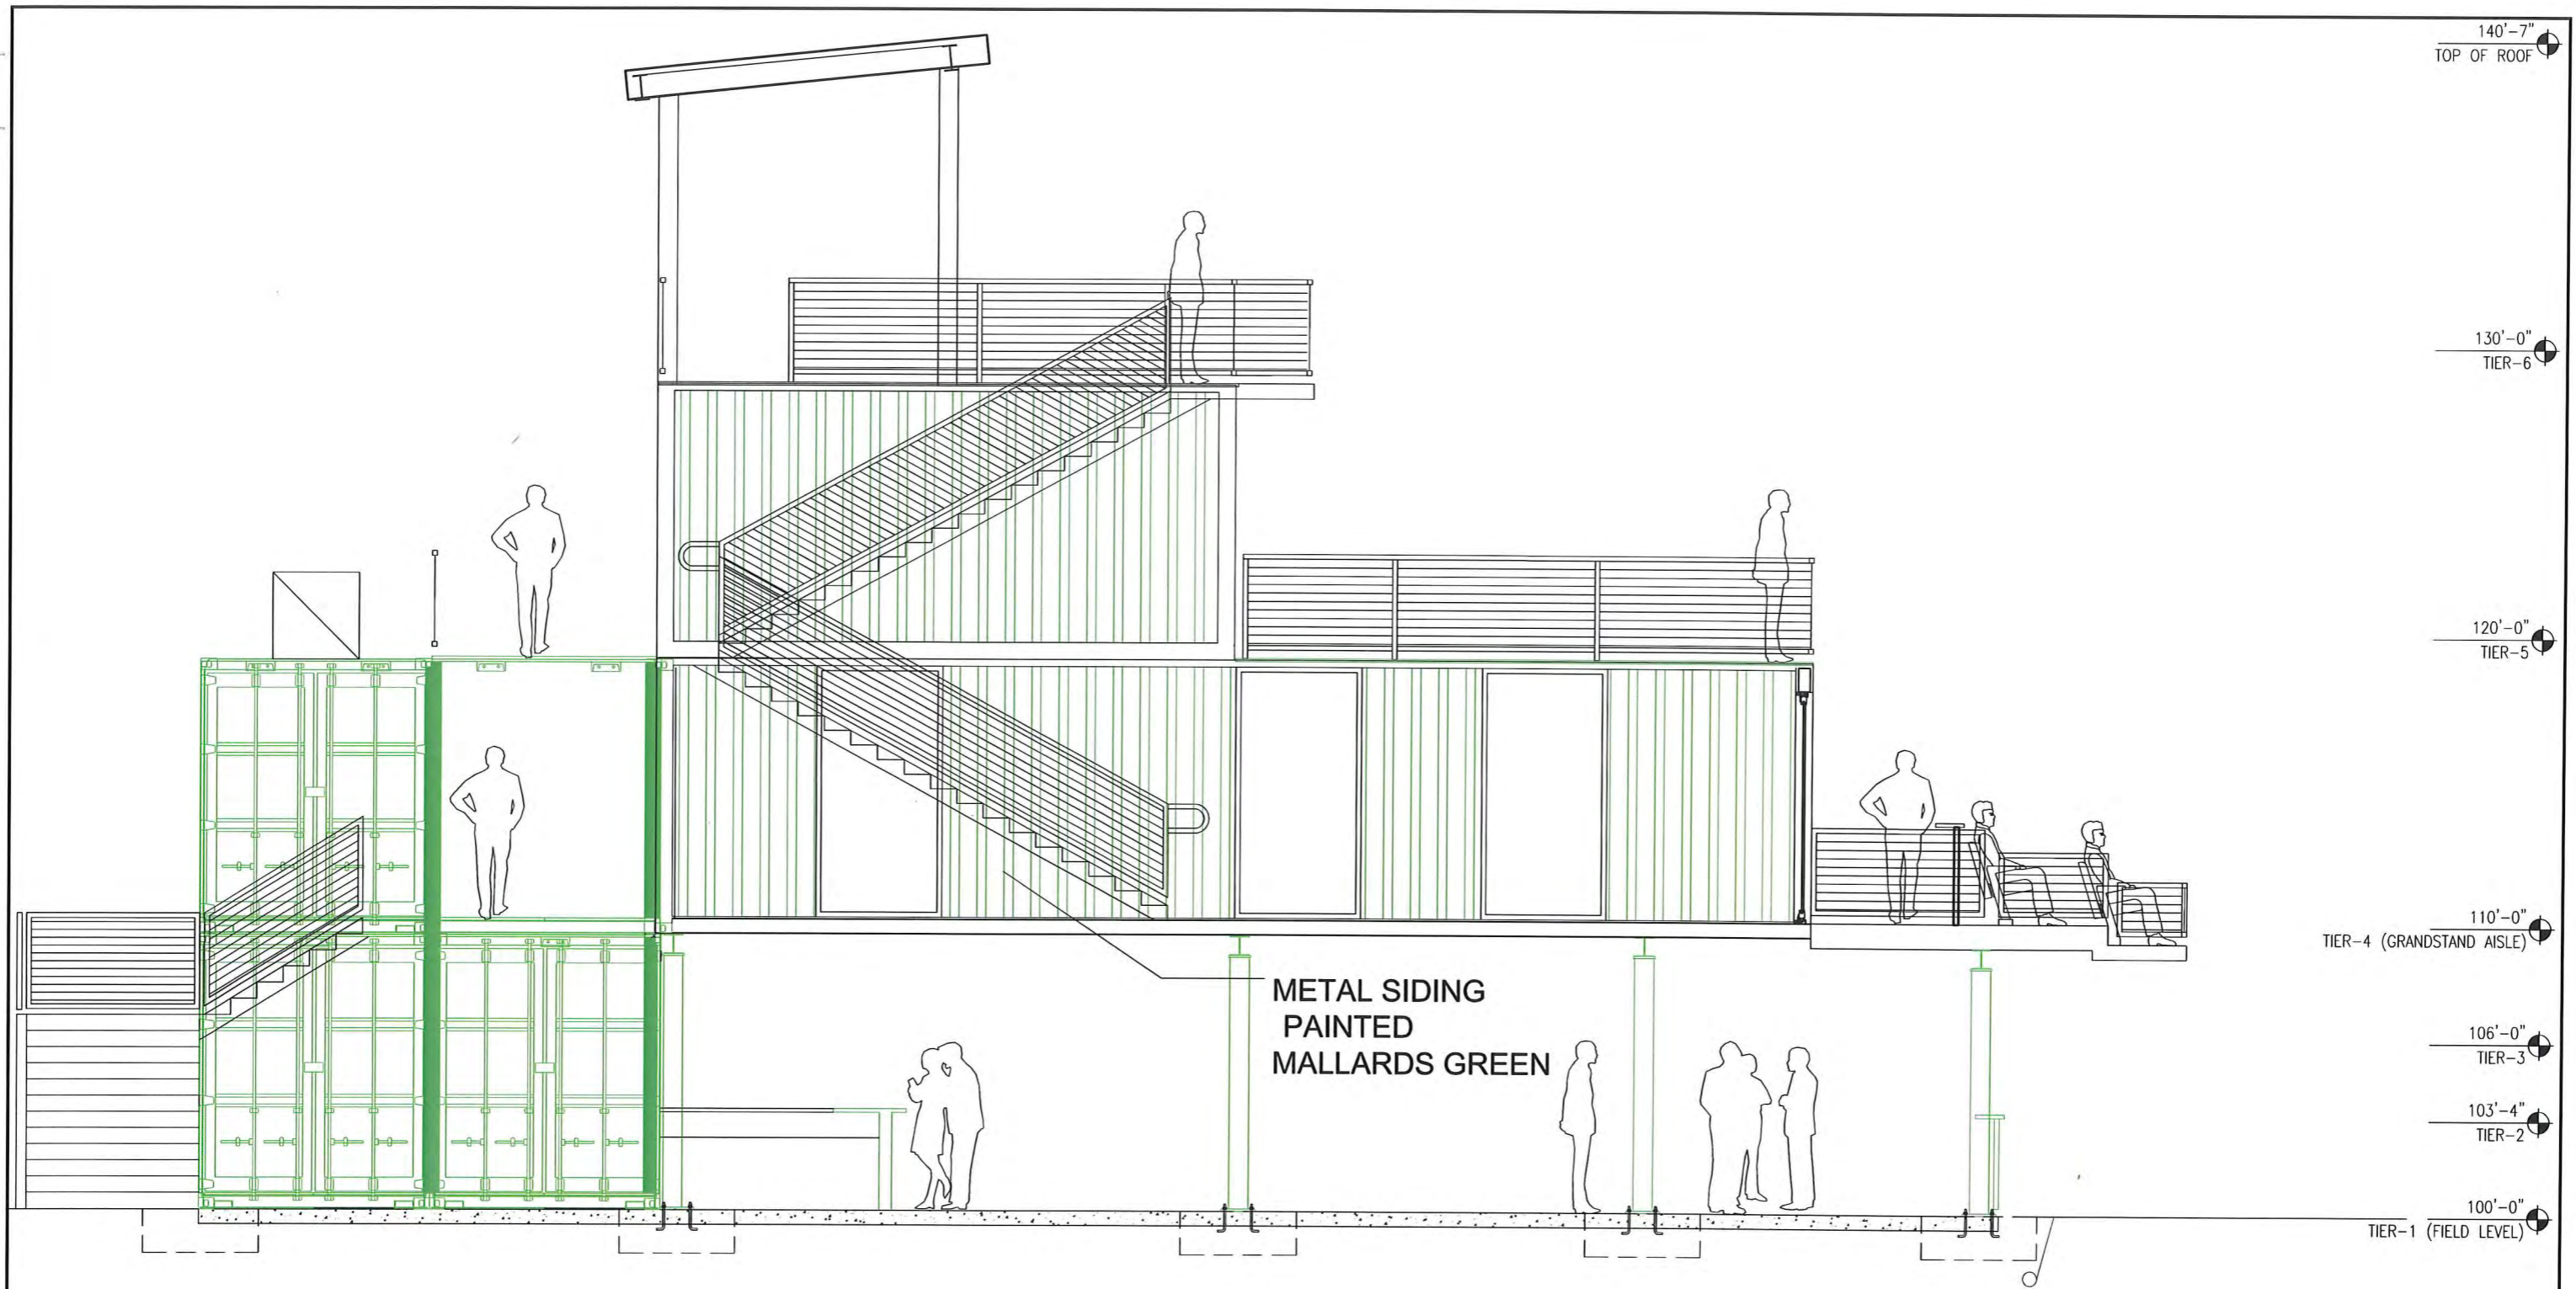 140'-7"
TOP OF ROOF
130'-0"
TIER-6
120'-0"
TIER-5
110'-0"
TIER-4 (GRANDSTAND AISLE)
METAL SIDING
PAINTED
MALLARDS GREEN
106'-0"
TIER-3
103'-4"
TIER-2
100'-0"
TIER-1 (FIELD LEVEL)